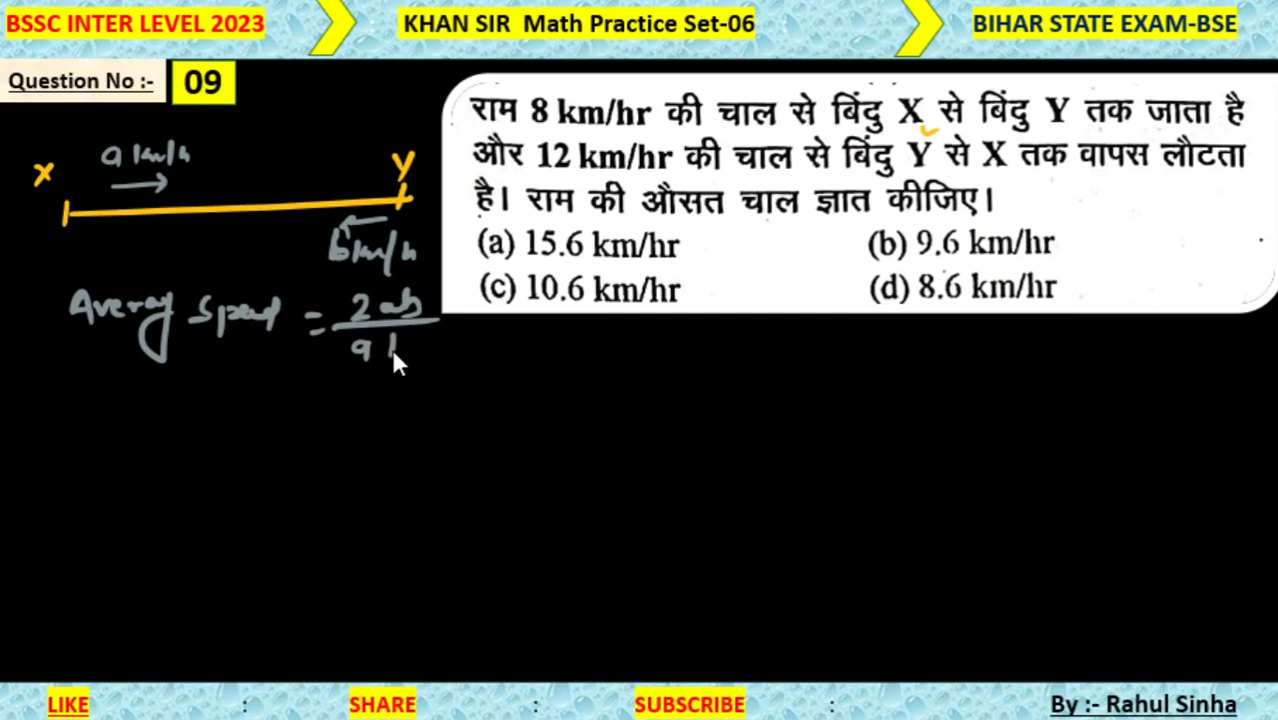 BSSC INTER LEVEL 2023
KHAN SIR Math Practice Set-06
BIHAR STATE EXAM-BSE
Question No :- 09
राम 8 km/hr की चाल से बिंदु X से बिंदु Y तक जाता है
और 12 km/hr की चाल से बिंदु Y से X तक वापस लौटता
है। राम की औसत चाल ज्ञात कीजिए।
(a) 15.6 km/hr (b) 9.6 km/hr
(c) 10.6 km/hr (d) 8.6 km/hr
a km/h
x y
b km/h
Average Speed = 2ab
a
LIKE : SHARE : SUBSCRIBE : By :- Rahul Sinha